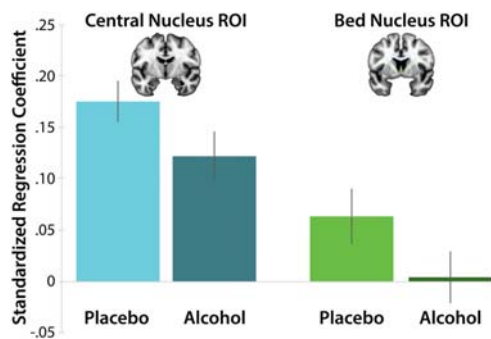 Central Nucleus ROI
Bed Nucleus ROI
Standardized Regression Coefficient
.25
.20
.15
.10
.05
0
-.05
Placebo
Alcohol
Placebo
Alcohol